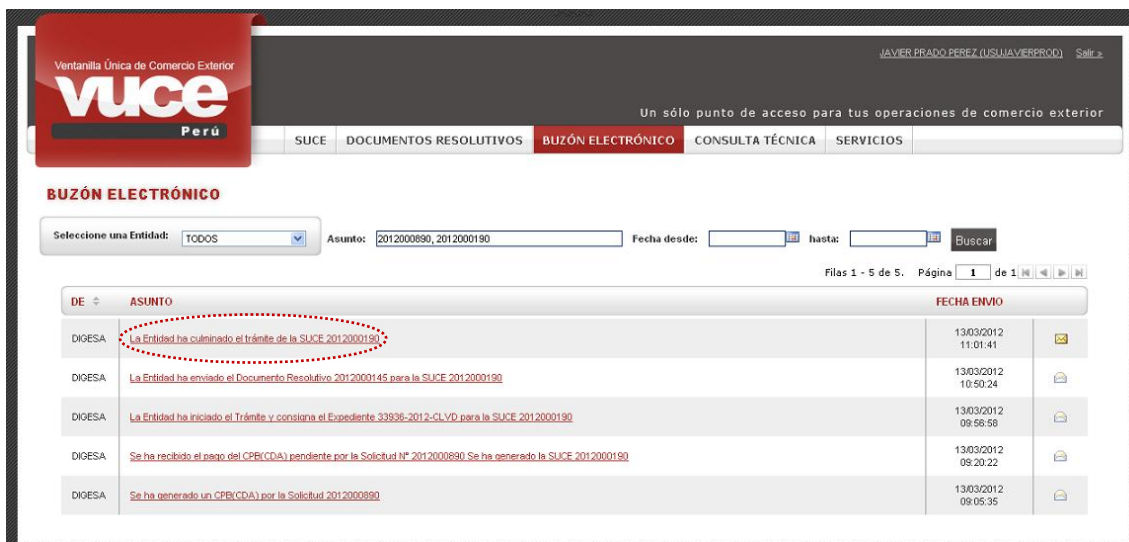 JAVIER PRADO PEREZ (USUJAVIERPROD) Salir »
Ventanilla Única de Comercio Exterior
vuce
Perú
Un sólo punto de acceso para tus operaciones de comercio exterior
SUCE DOCUMENTOS RESOLUTIVOS BUZÓN ELECTRÓNICO CONSULTA TÉCNICA SERVICIOS
BUZÓN ELECTRÓNICO
Seleccione una Entidad: TODOS Asunto: 2012000890, 2012000190 Fecha desde: hasta: Buscar
Filas 1 - 5 de 5. Página 1 de 1
DE ASUNTO FECHA ENVIO
DIGESA La Entidad ha culminado el trámite de la SUCE 2012000190 13/03/2012
11:01:41
DIGESA La Entidad ha enviado el Documento Resolutivo 2012000145 para la SUCE 2012000190 13/03/2012
10:50:24
DIGESA La Entidad ha iniciado el Trámite y consigna el Expediente 33936-2012-CLVD para la SUCE 2012000190 13/03/2012
09:56:58
DIGESA Se ha recibido el pago del CPB(CDA) pendiente por la Solicitud N° 2012000890 Se ha generado la SUCE 2012000190 13/03/2012
09:20:22
DIGESA Se ha generado un CPB(CDA) por la Solicitud 2012000890 13/03/2012
09:05:35